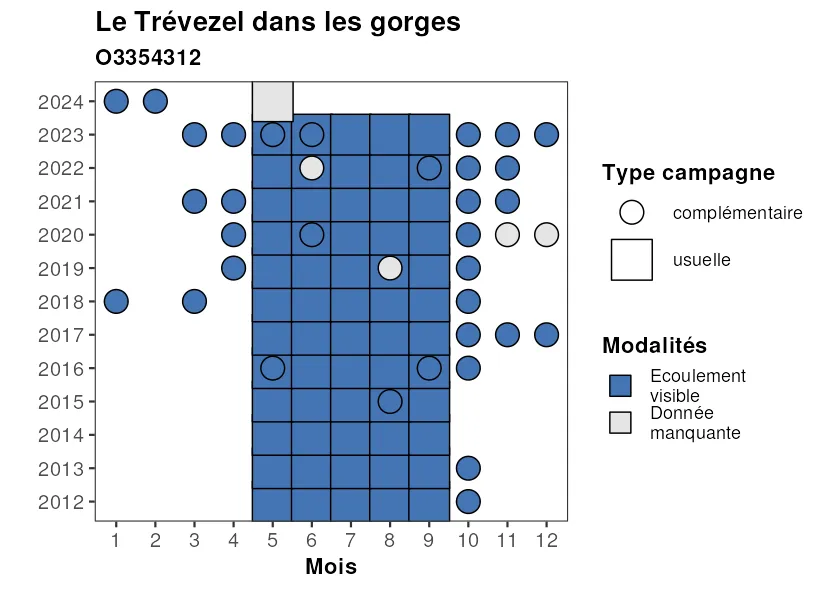 Le Trévezel dans les gorges
O3354312
2024
2023
2022
2021
2020
2019
2018
2017
2016
2015
2014
2013
2012
1 2 3 4 5 6 7 8 9 10 11 12
Mois
Type campagne
complémentaire
usuelle
Modalités
Ecoulement
visible
Donnée
manquante